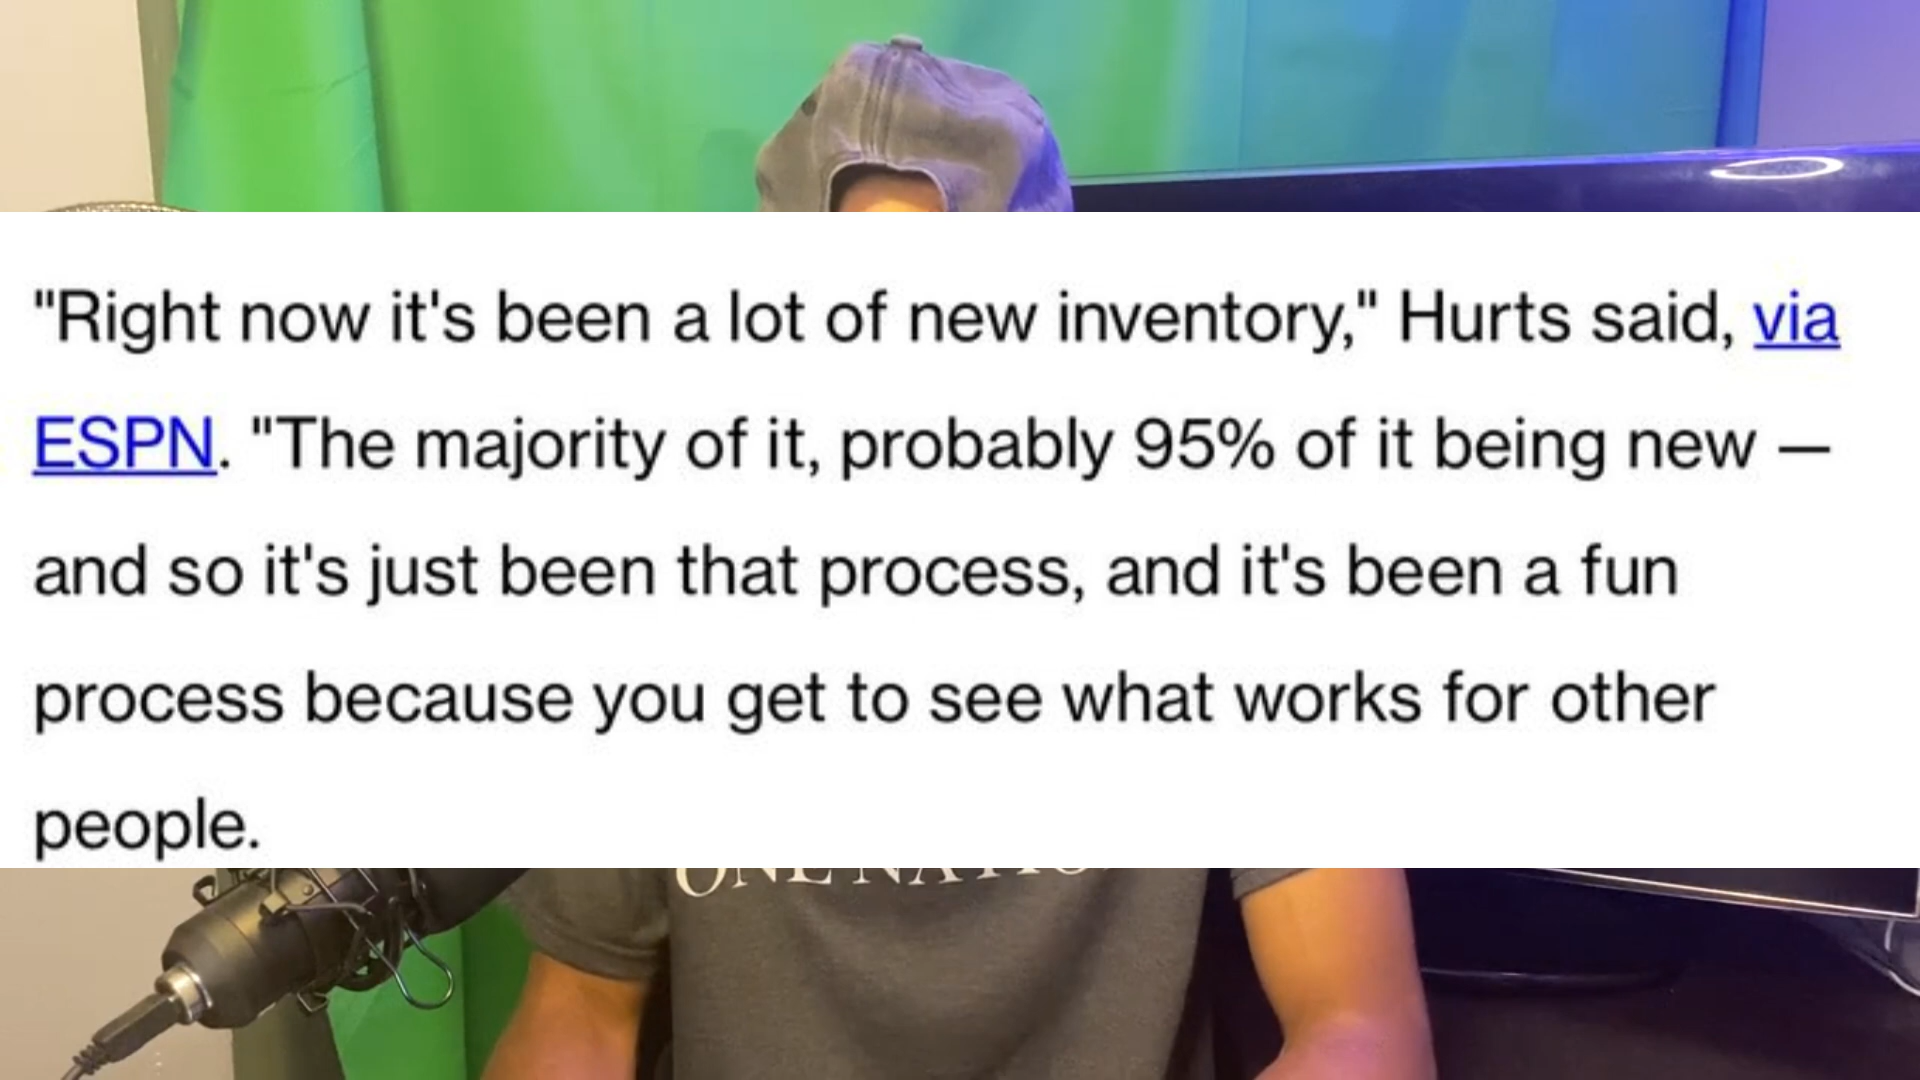 "Right now it's been a lot of new inventory," Hurts said, via
ESPN. "The majority of it, probably 95% of it being new —
and so it's just been that process, and it's been a fun
process because you get to see what works for other
people.
ONE NATIO